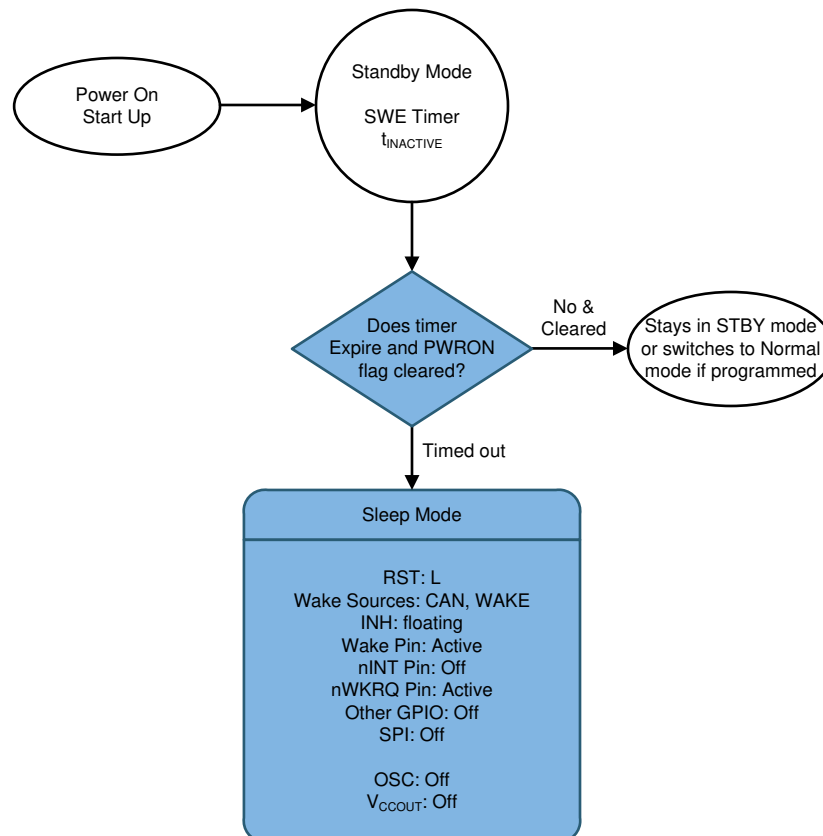 Power On
Start Up
Standby Mode
SWE Timer
tINACTIVE
Does timer
Expire and PWRON
flag cleared?
No &
Cleared
Stays in STBY mode
or switches to Normal
mode if programmed
Timed out
Sleep Mode
RST: L
Wake Sources: CAN, WAKE
INH: floating
Wake Pin: Active
nINT Pin: Off
nWKRQ Pin: Active
Other GPIO: Off
SPI: Off
OSC: Off
VCCOUT: Off